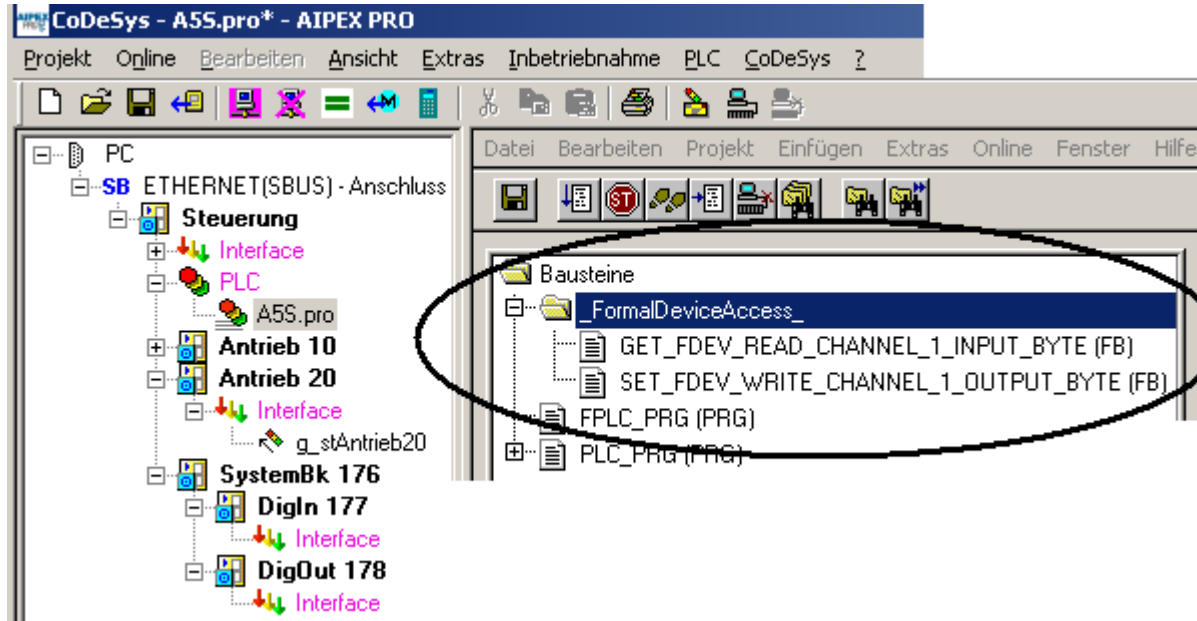 CoDeSys - A5S.pro* - AIPEX PRO
Projekt Online Bearbeiten Ansicht Extras Inbetriebnahme PLC CoDeSys ?
PC
SB ETHERNET(SBUS) - Anschluss
Steuerung
Interface
PLC
A5S.pro
Antrieb 10
Antrieb 20
Interface
g_stAntrieb20
SystemBk 176
DigIn 177
Interface
DigOut 178
Interface
Datei Bearbeiten Projekt Einfügen Extras Online Fenster Hilfe
ST
Bausteine
_FormalDeviceAccess_
GET_FDEV_READ_CHANNEL_1_INPUT_BYTE (FB)
SET_FDEV_WRITE_CHANNEL_1_OUTPUT_BYTE (FB)
FPLC_PRG (PRG)
PLC_PRG (PRG)